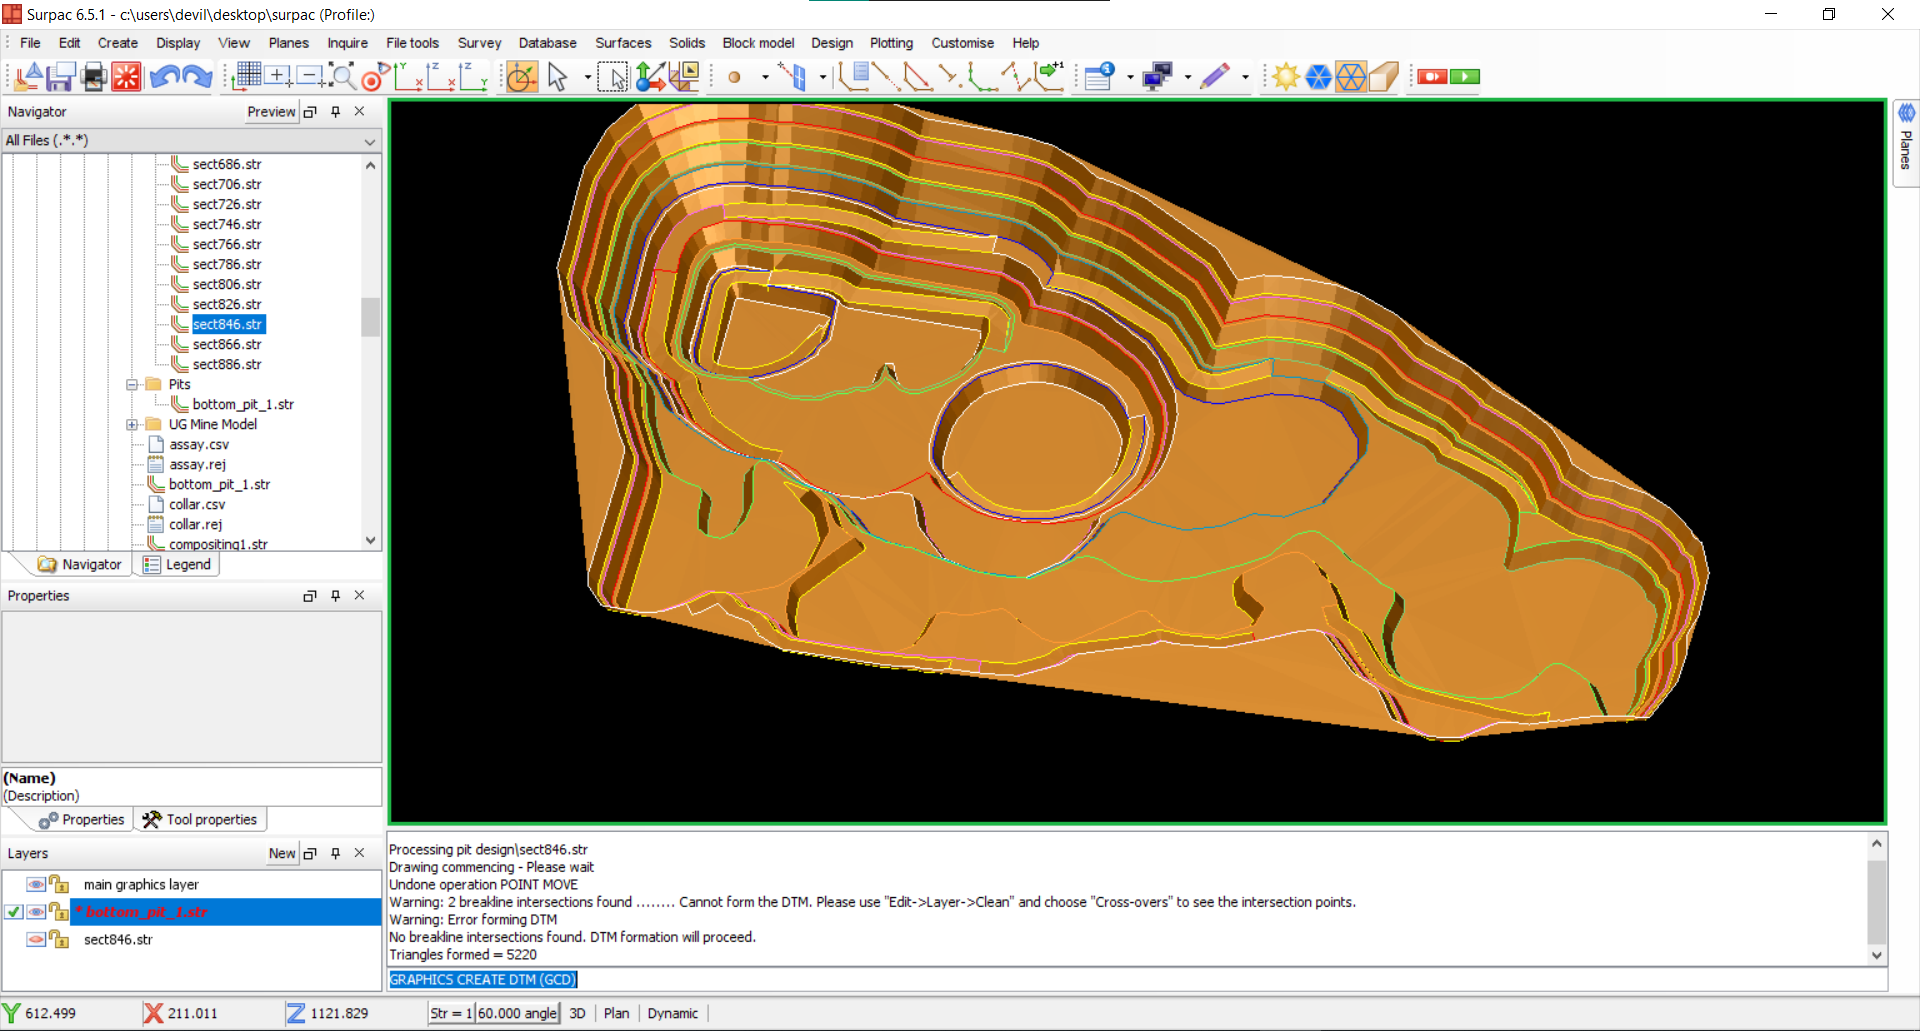 Surpac 6.5.1 - c:\users\devil\desktop\surpac (Profile:)
File Edit Create Display View Planes Inquire File tools Survey Database Surfaces Solids Block model Design Plotting Customise Help
Navigator Preview
All Files (.*.*)
sect686.str
sect706.str
sect726.str
sect746.str
sect766.str
sect786.str
sect806.str
sect826.str
sect846.str
sect866.str
sect886.str
Pits
bottom_pit_1.str
UG Mine Model
assay.csv
assay.rej
bottom_pit_1.str
collar.csv
collar.rej
compositing1.str
Navigator Legend
Properties
(Name)
(Description)
Properties Tool properties
Layers New
main graphics layer
* bottom_pit_1.str
sect846.str
Planes
Processing pit design\sect846.str
Drawing commencing - Please wait
Undone operation POINT MOVE
Warning: 2 breakline intersections found ........ Cannot form the DTM. Please use "Edit->Layer->Clean" and choose "Cross-overs" to see the intersection points.
Warning: Error forming DTM
No breakline intersections found. DTM formation will proceed.
Triangles formed = 5220
GRAPHICS CREATE DTM (GCD)
Y 612.499 X 211.011 Z 1121.829 Str = 1 60.000 angle 3D Plan Dynamic